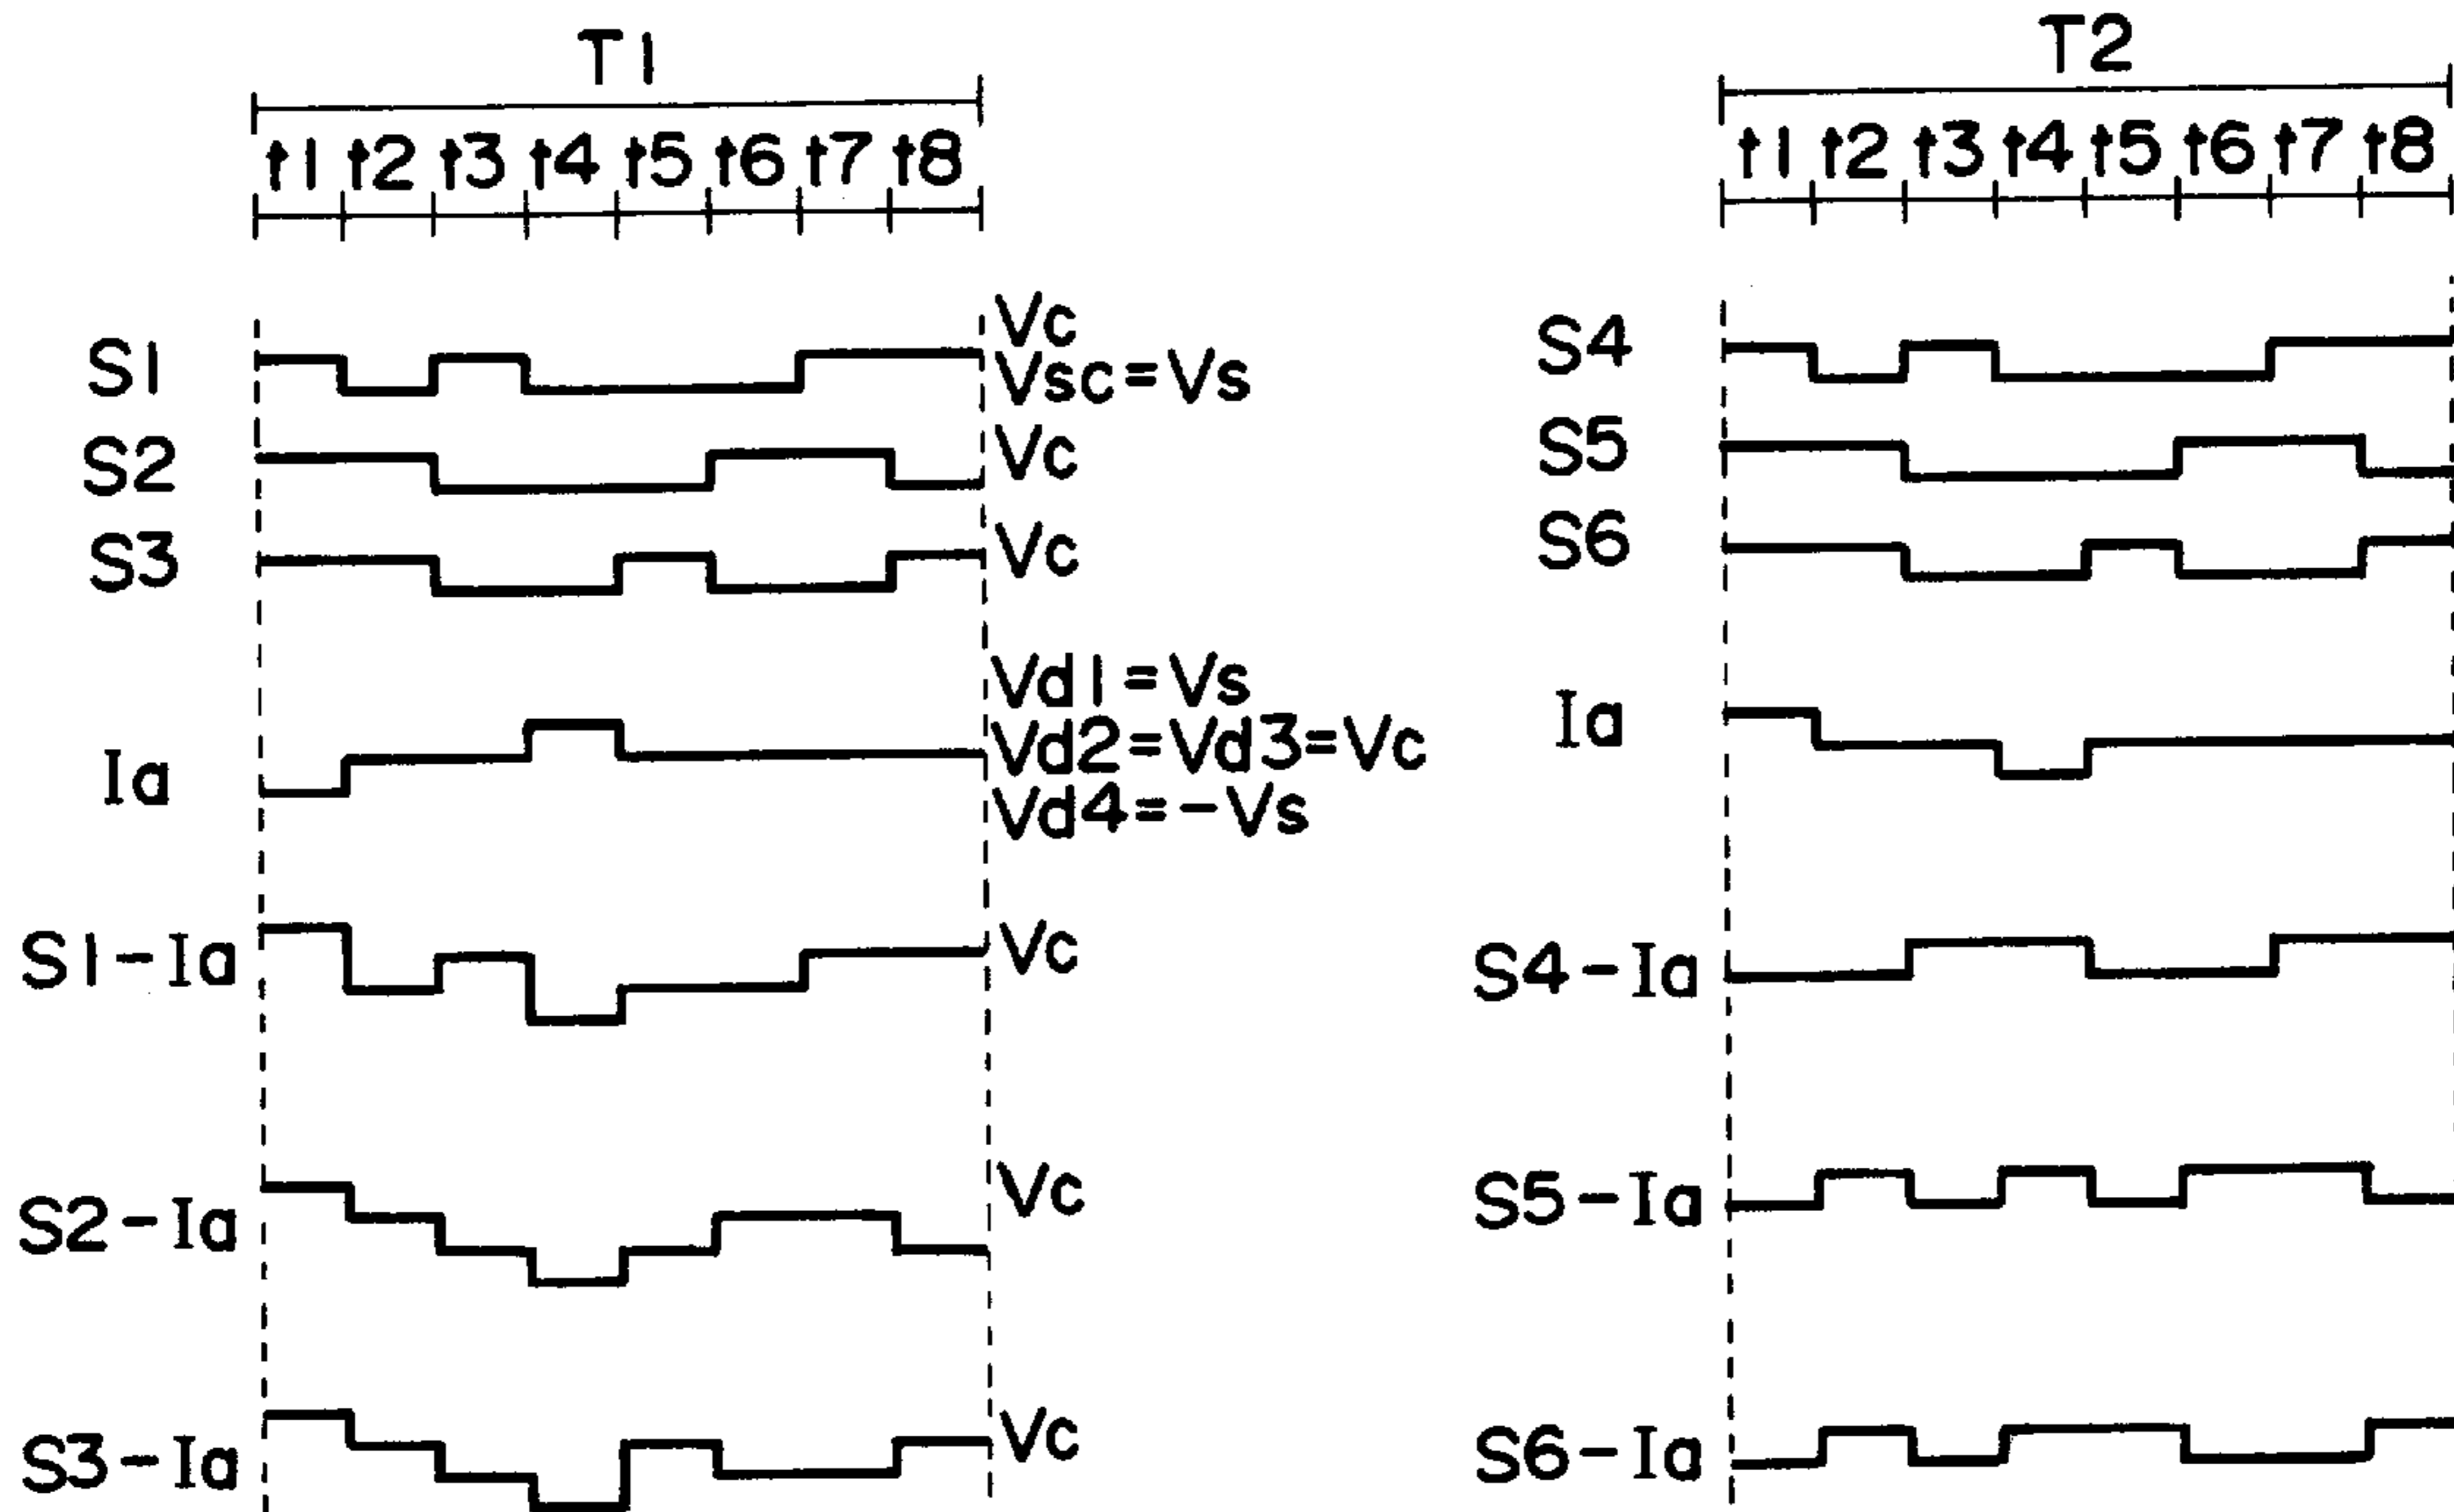 T1
t1 t2 t3 t4 t5 t6 t7 t8
S1
Vc
Vsc=Vs
S2
Vc
S3
Vc
Ia
Vd1=Vs
Vd2=Vd3=Vc
Vd4=-Vs
S1-Ia
Vc
S2-Ia
Vc
S3-Ia
Vc
T2
t1 t2 t3 t4 t5 t6 t7 t8
S4
S5
S6
Ia
S4-Ia
S5-Ia
S6-Ia